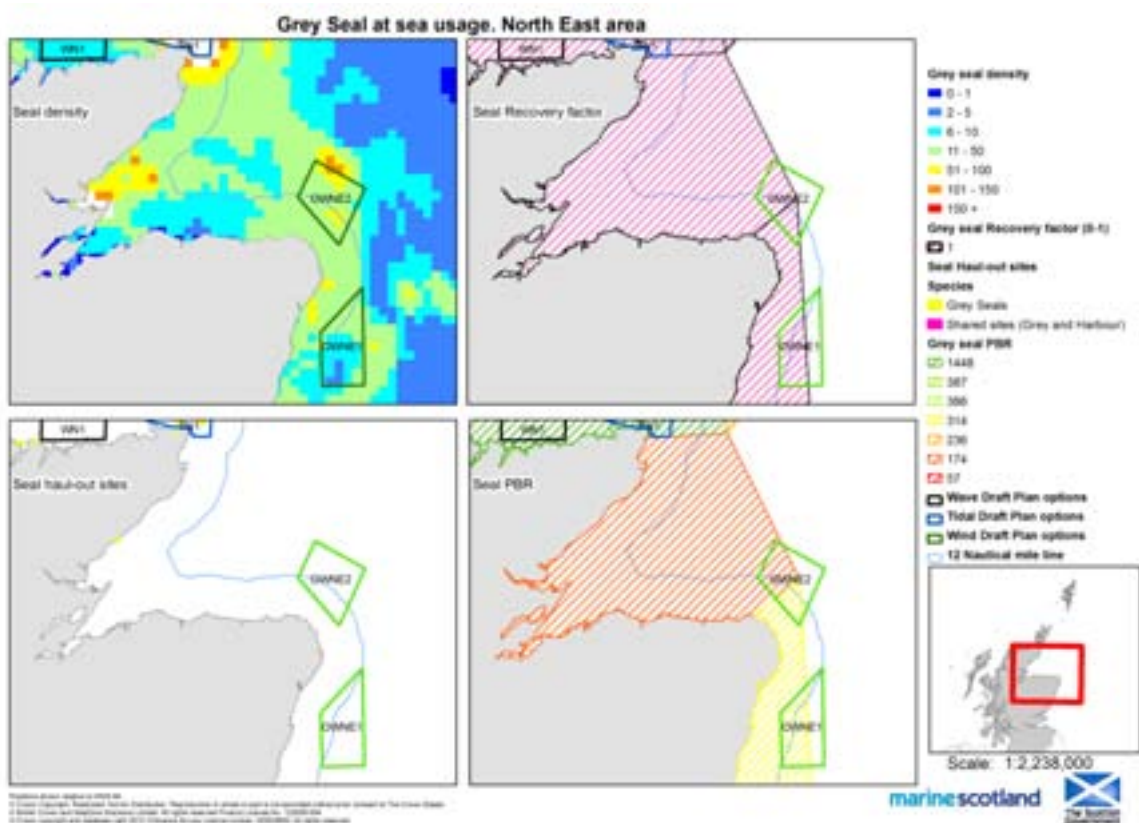 Grey Seal at sea usage. North East area
WN1
Seal density
OWNE2
OWNE1
WN1
Seal Recovery factor
OWNE2
OWNE1
Grey seal density
0 - 1
2 - 5
6 - 10
11 - 50
51 - 100
101 - 150
150 +
Grey seal Recovery factor (0-1)
1
Seal Haul-out sites
Species
Grey Seals
Shared sites (Grey and Harbour)
Grey seal PBR
1448
314
236
174
57
Wave Draft Plan options
Tidal Draft Plan options
Wind Draft Plan options
12 Nautical mile line
WN1
Seal haul-out sites
OWNE2
OWNE1
WN1
Seal PBR
OWNE2
OWNE1
Scale: 1:2,238,000
marinescotland
The Scottish
Government